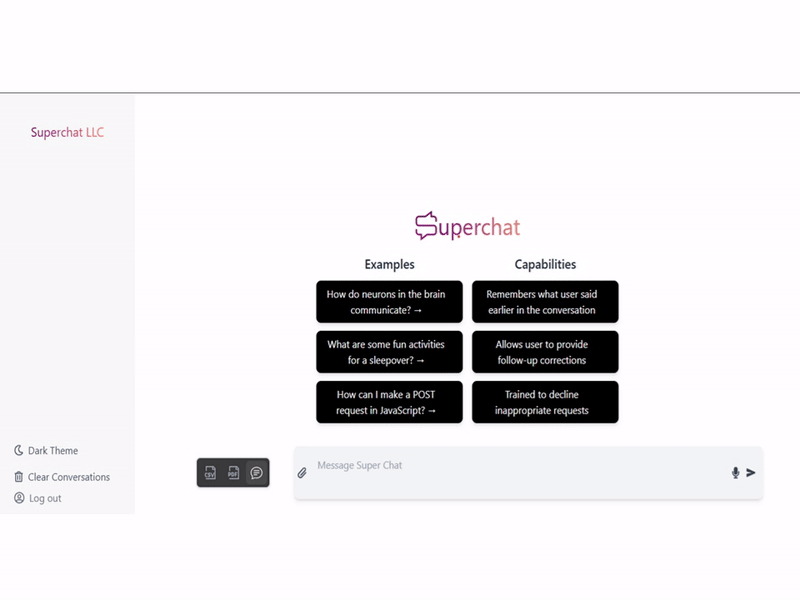 Superchat LLC
Superchat
Examples
Capabilities
How do neurons in the brain
communicate? →
Remembers what user said
earlier in the conversation
What are some fun activities
for a sleepover? →
Allows user to provide
follow-up corrections
How can I make a POST
request in JavaScript? →
Trained to decline
inappropriate requests
Dark Theme
Clear Conversations
Log out
CSV
PDF
Message Super Chat